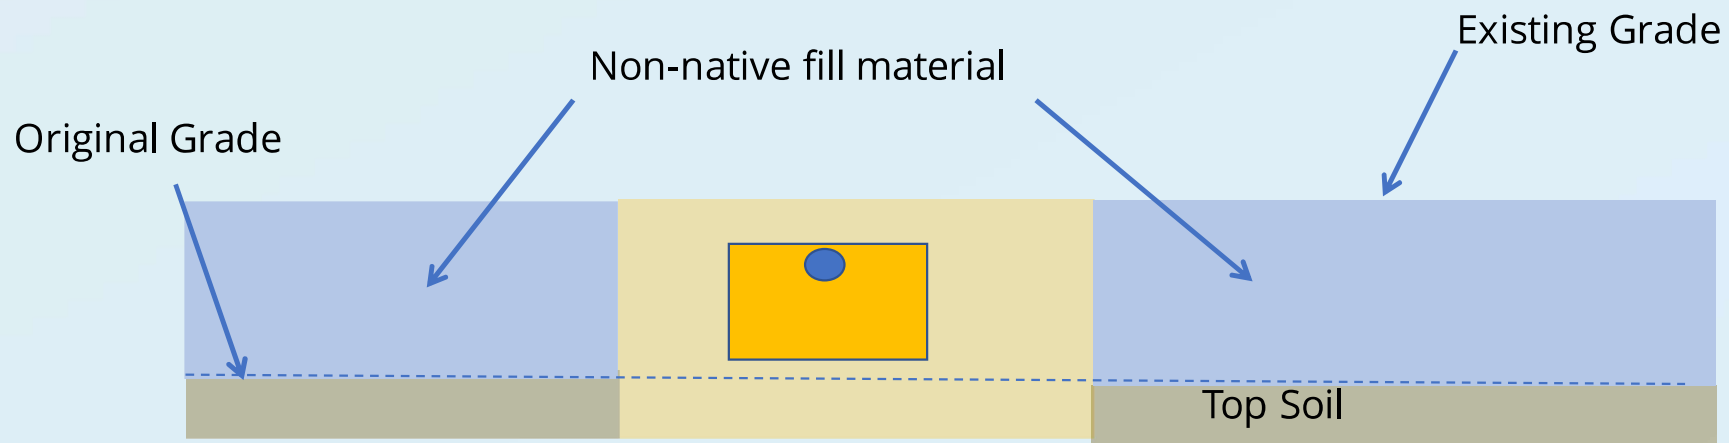 Existing Grade
Non-native fill material
Original Grade
Top Soil